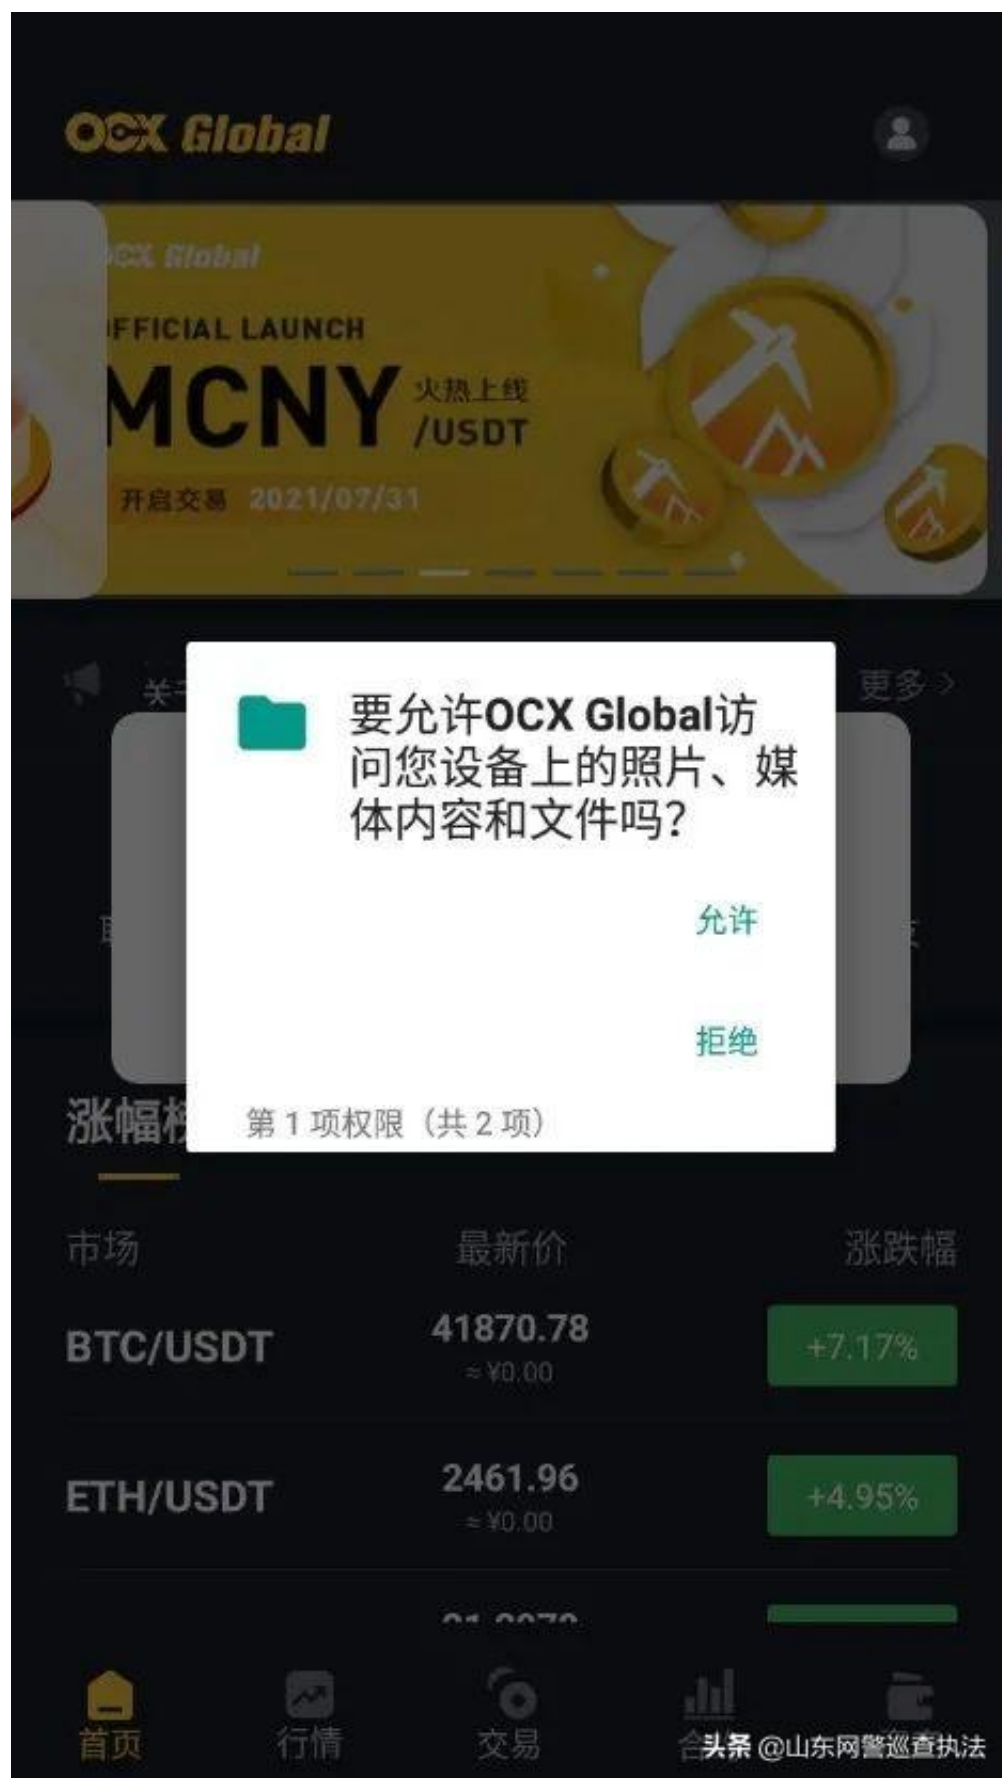 OCX Global
OCX Global
OFFICIAL LAUNCH
MCNY
火热上线
/USDT
开启交易 2021/07/31
更多 >
要允许OCX Global访
问您设备上的照片、媒
体内容和文件吗?
允许
拒绝
第 1 项权限（共 2 项）
涨幅
市场 最新价 涨跌幅
BTC/USDT 41870.78 +7.17%
≈ ¥0.00
ETH/USDT 2461.96 +4.95%
≈ ¥0.00
首页 行情 交易
头条 @山东网警巡查执法